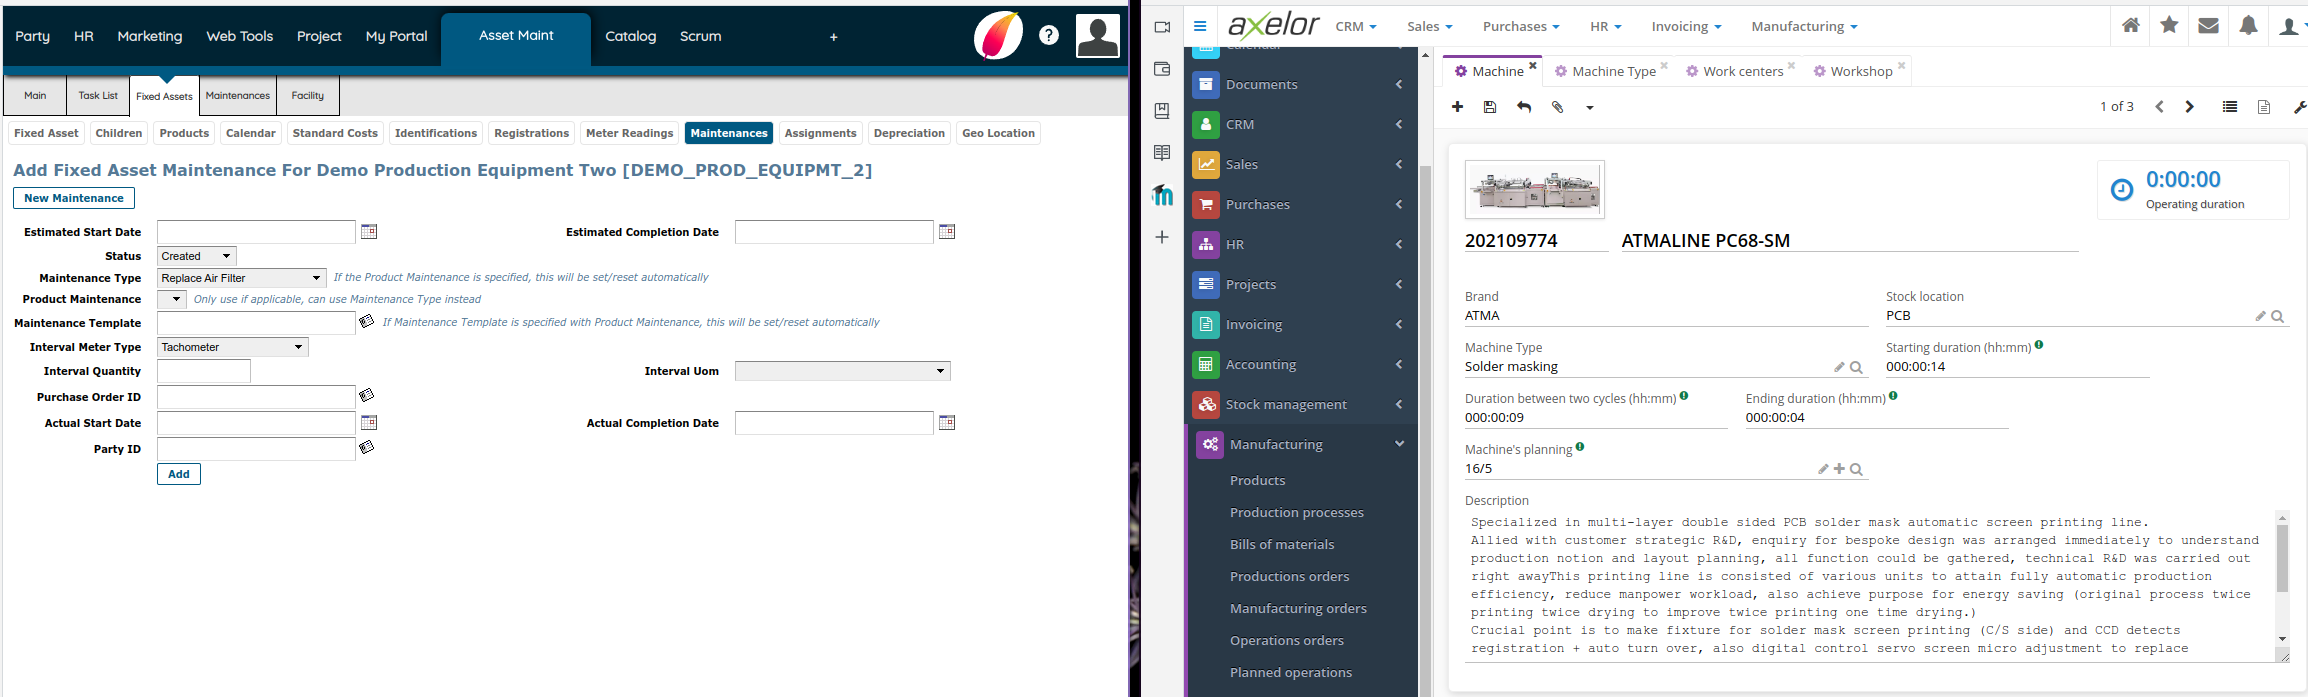 Party HR Marketing Web Tools Project My Portal Asset Maint Catalog Scrum + ?
Main Task List Fixed Assets Maintenances Facility
Fixed Asset Children Products Calendar Standard Costs Identifications Registrations Meter Readings Maintenances Assignments Depreciation Geo Location
Add Fixed Asset Maintenance For Demo Production Equipment Two [DEMO_PROD_EQUIPMT_2]
New Maintenance
Estimated Start Date Estimated Completion Date
Status Created
Maintenance Type Replace Air Filter If the Product Maintenance is specified, this will be set/reset automatically
Product Maintenance Only use if applicable, can use Maintenance Type instead
Maintenance Template If Maintenance Template is specified with Product Maintenance, this will be set/reset automatically
Interval Meter Type Tachometer
Interval Quantity Interval Uom
Purchase Order ID
Actual Start Date Actual Completion Date
Party ID
Add
axelor CRM Sales Purchases HR Invoicing Manufacturing
Calendar
Documents
CRM
Sales
Purchases
HR
Projects
Invoicing
Accounting
Stock management
Manufacturing
Products
Production processes
Bills of materials
Productions orders
Manufacturing orders
Operations orders
Planned operations
Machine Machine Type Work centers Workshop
1 of 3
0:00:00
Operating duration
202109774 ATMALINE PC68-SM
Brand Stock location
ATMA PCB
Machine Type Starting duration (hh:mm)
Solder masking 000:00:14
Duration between two cycles (hh:mm) Ending duration (hh:mm)
000:00:09 000:00:04
Machine's planning
16/5
Description
Specialized in multi-layer double sided PCB solder mask automatic screen printing line.
Allied with customer strategic R&D, enquiry for bespoke design was arranged immediately to understand
production notion and layout planning, all function could be gathered, technical R&D was carried out
right awayThis printing line is consisted of various units to attain fully automatic production
efficiency, reduce manpower workload, also achieve purpose for energy saving (original process twice
printing twice drying to improve twice printing one time drying.)
Crucial point is to make fixture for solder mask screen printing (C/S side) and CCD detects
registration + auto turn over, also digital control servo screen micro adjustment to replace